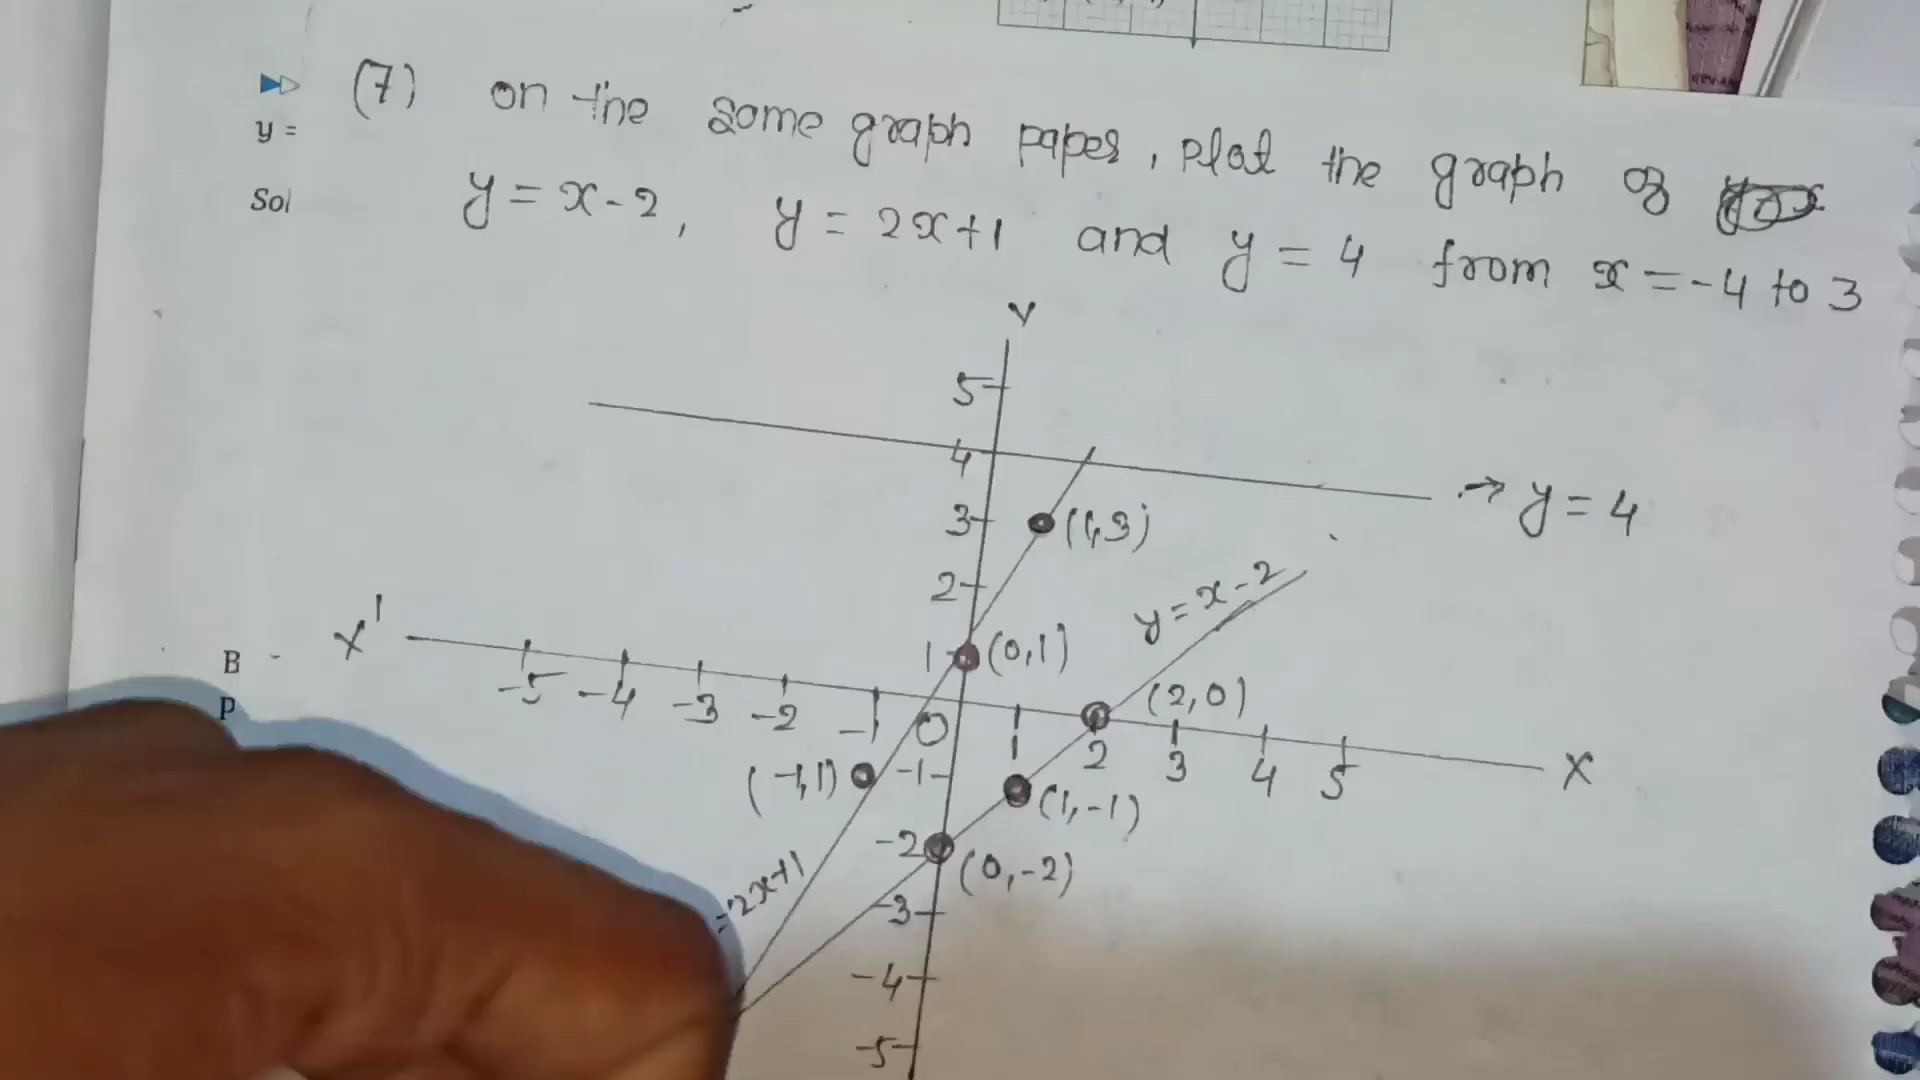 (7) on the same graph paper, plot the graph of
y =
y = x-2, y = 2x+1 and y = 4 from x = -4 to 3
Sol
Y
5
4
→ y = 4
3
(1,3)
2
y = x-2
X'
1
(0,1)
B
-5 -4 -3 -2 -1 0 1 2 3 4 5
(2,0)
X
P
(-1,1)
-1
(1,-1)
-2
(0,-2)
=2x+1
-3
-4
-5